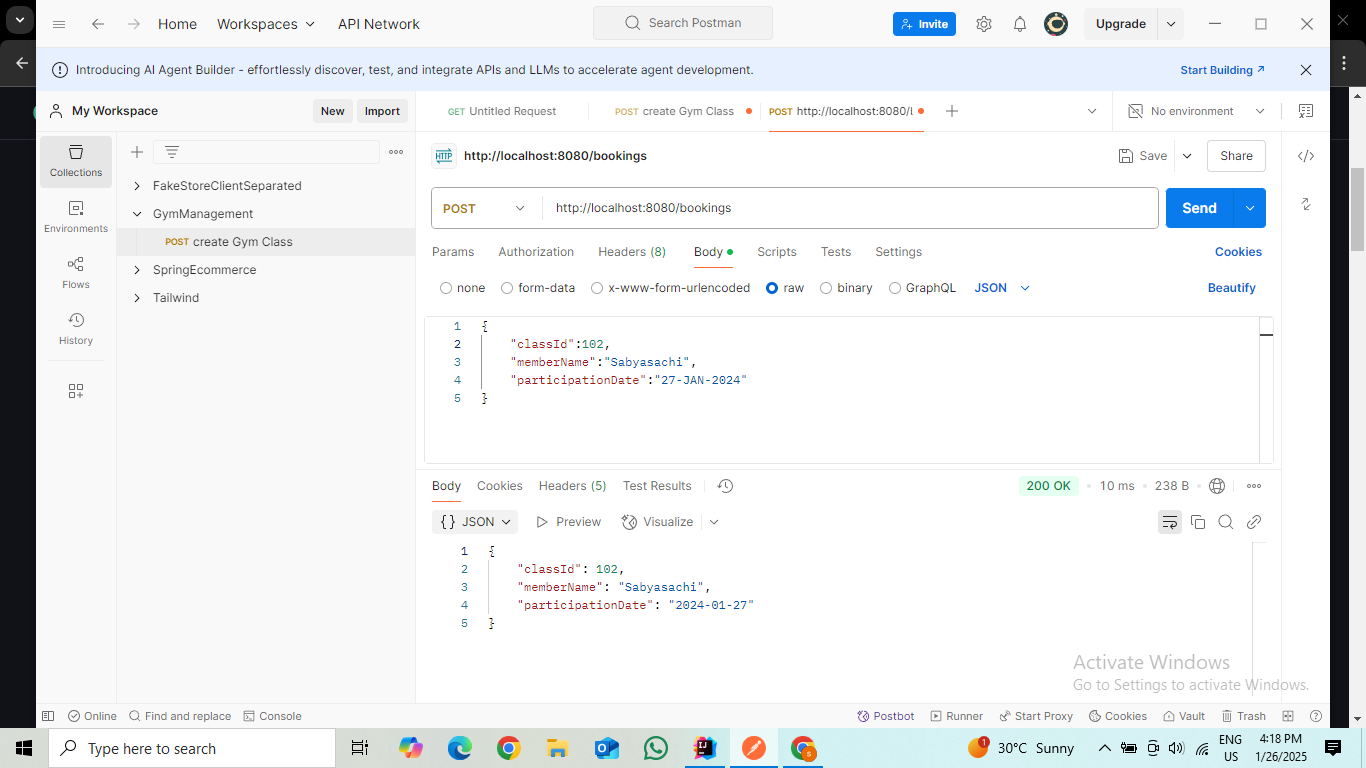 Home Workspaces API Network Search Postman Invite Upgrade
Introducing AI Agent Builder - effortlessly discover, test, and integrate APIs and LLMs to accelerate agent development. Start Building
My Workspace New Import GET Untitled Request POST create Gym Class POST http://localhost:8080/b No environment
Collections
Environments
Flows
History
FakeStoreClientSeparated
GymManagement
POST create Gym Class
SpringEcommerce
Tailwind
HTTP http://localhost:8080/bookings Save Share
POST http://localhost:8080/bookings Send
Params Authorization Headers (8) Body Scripts Tests Settings Cookies
none form-data x-www-form-urlencoded raw binary GraphQL JSON Beautify
1 {
2 "classId":102,
3 "memberName":"Sabyasachi",
4 "participationDate":"27-JAN-2024"
5 }
Body Cookies Headers (5) Test Results 200 OK 10 ms 238 B
{} JSON Preview Visualize
1 {
2 "classId": 102,
3 "memberName": "Sabyasachi",
4 "participationDate": "2024-01-27"
5 }
Activate Windows
Go to Settings to activate Windows.
Online Find and replace Console Postbot Runner Start Proxy Cookies Vault Trash
Type here to search 1 30°C Sunny ENG 4:18 PM
US 1/26/2025